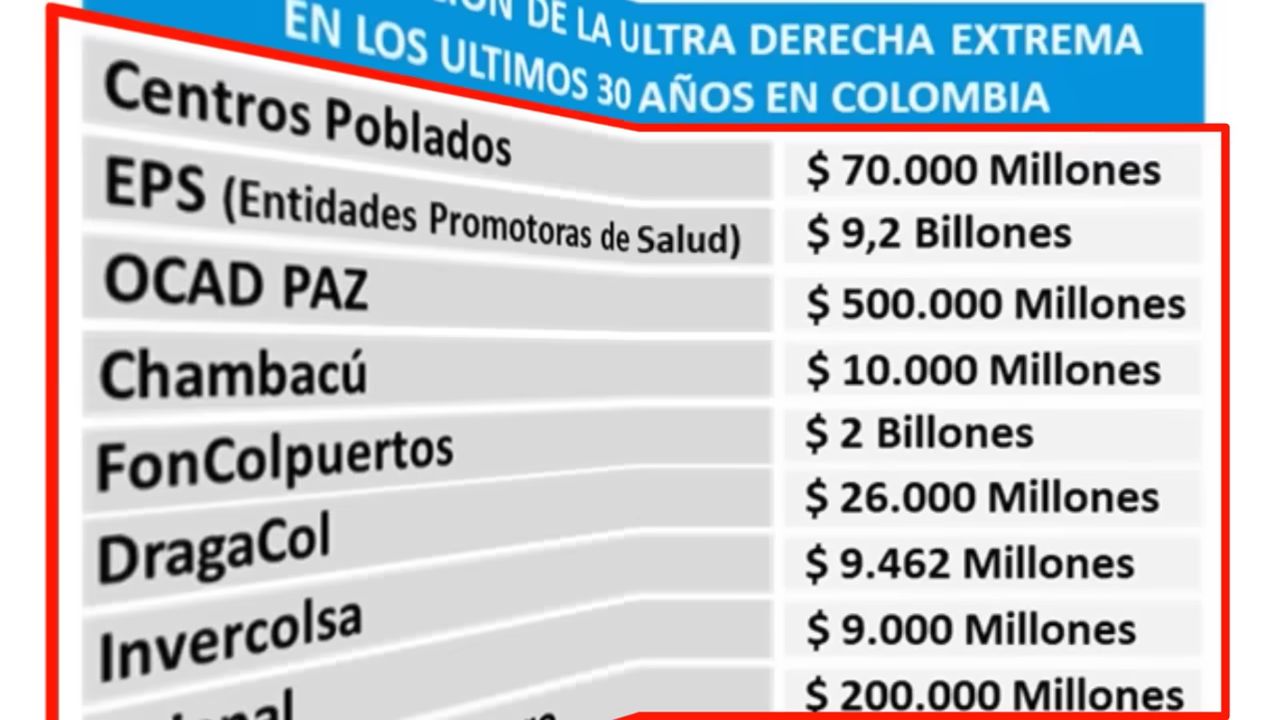 DE LA ULTRA DERECHA EXTREMA
EN LOS ULTIMOS 30 AÑOS EN COLOMBIA
Centros Poblados $ 70.000 Millones
EPS (Entidades Promotoras de Salud) $ 9,2 Billones
OCAD PAZ $ 500.000 Millones
Chambacú $ 10.000 Millones
FonColpuertos $ 2 Billones
DragaCol $ 26.000 Millones
Invercolsa $ 9.462 Millones
$ 9.000 Millones
$ 200.000 Millones